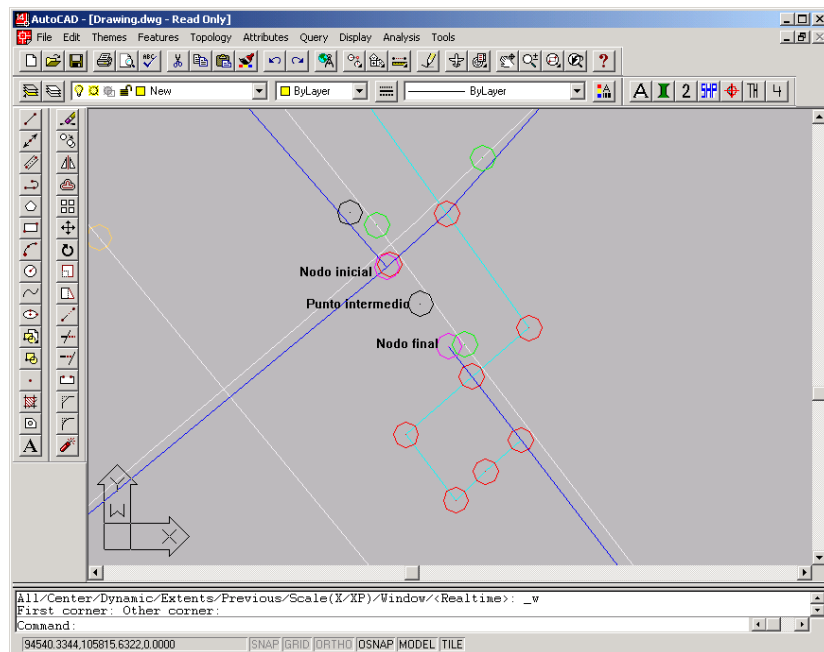 AutoCAD - [Drawing.dwg - Read Only]
File Edit Themes Features Topology Attributes Query Display Analysis Tools
ABC
?
New ByLayer ByLayer A 2 SHP TH 4
Nodo inicial
Punto intermedio
Nodo final
A
Y
W
X
All/Center/Dynamic/Extents/Previous/Scale(X/XP)/Window/<Realtime>: _w
First corner: Other corner:
Command:
94540.3344,105815.6322,0.0000 SNAP GRID ORTHO OSNAP MODEL TILE